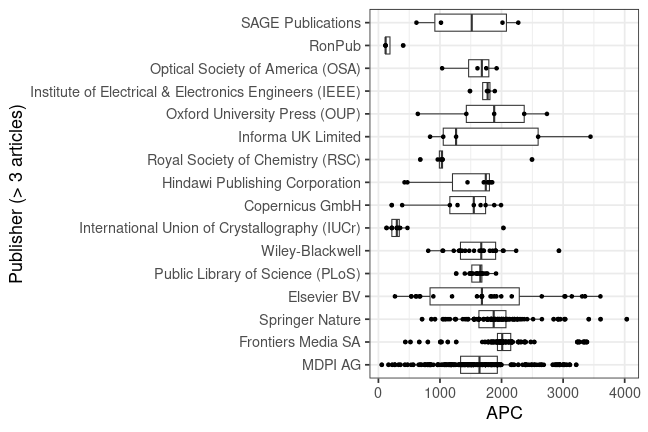 Publisher (> 3 articles)
SAGE Publications
RonPub
Optical Society of America (OSA)
Institute of Electrical & Electronics Engineers (IEEE)
Oxford University Press (OUP)
Informa UK Limited
Royal Society of Chemistry (RSC)
Hindawi Publishing Corporation
Copernicus GmbH
International Union of Crystallography (IUCr)
Wiley-Blackwell
Public Library of Science (PLoS)
Elsevier BV
Springer Nature
Frontiers Media SA
MDPI AG
0 1000 2000 3000 4000
APC